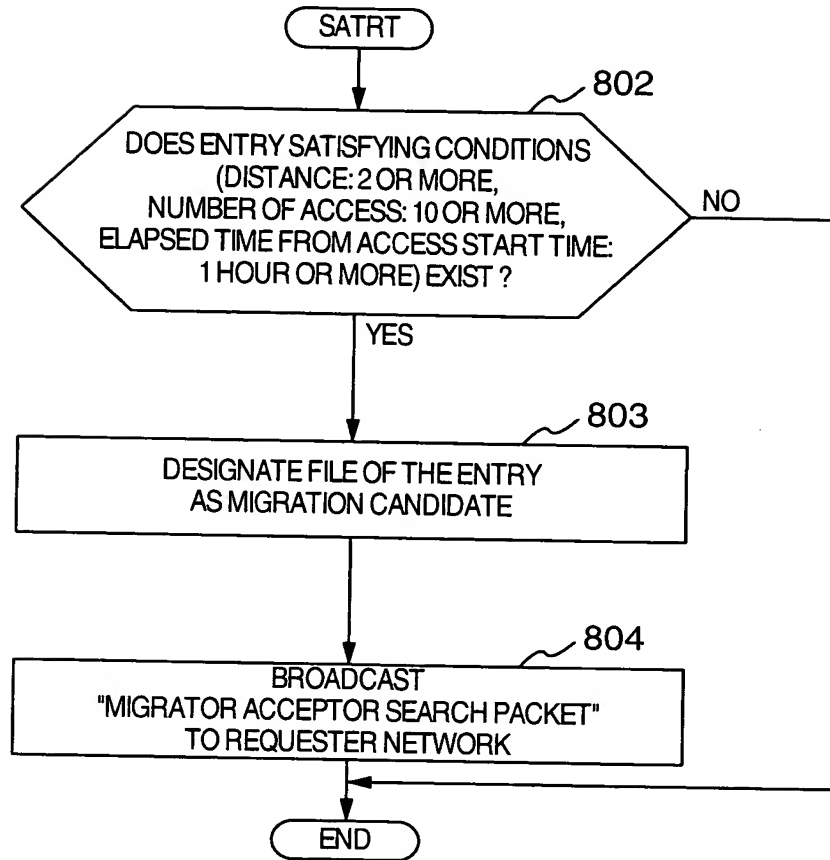 SATRT
802
DOES ENTRY SATISFYING CONDITIONS
(DISTANCE: 2 OR MORE,
NUMBER OF ACCESS: 10 OR MORE,
ELAPSED TIME FROM ACCESS START TIME:
1 HOUR OR MORE) EXIST ?
NO
YES
803
DESIGNATE FILE OF THE ENTRY
AS MIGRATION CANDIDATE
804
BROADCAST
"MIGRATOR ACCEPTOR SEARCH PACKET"
TO REQUESTER NETWORK
END